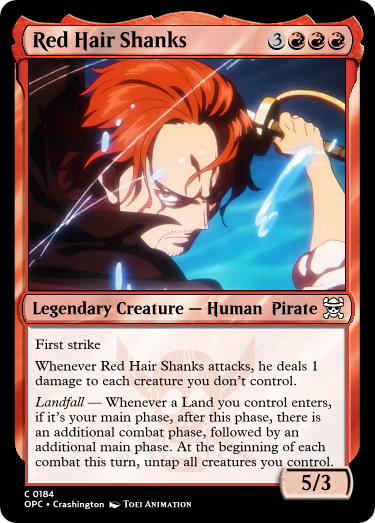 Red Hair Shanks 3
Legendary Creature — Human  Pirate
First strike
Whenever Red Hair Shanks attacks, he deals 1
damage to each creature you don't control.
Landfall — Whenever a Land you control enters,
if it's your main phase, after this phase, there is
an additional combat phase, followed by an
additional main phase. At the beginning of each
combat this turn, untap all creatures you control.
5/3
C 0184
OPC • Crashington Toei Animation